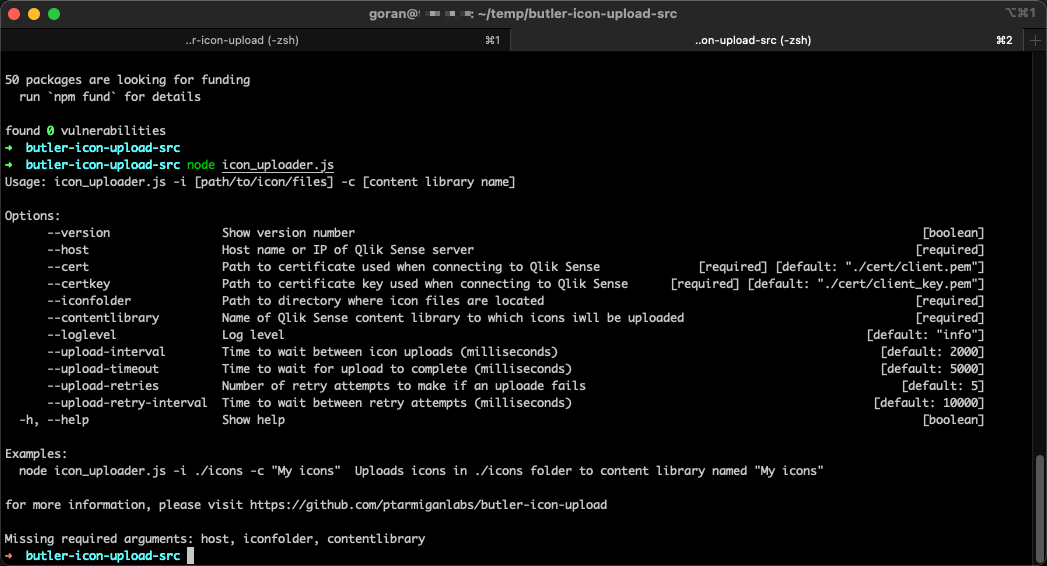 goran@ : ~/temp/butler-icon-upload-src
⌥⌘1
..r-icon-upload (-zsh) ⌘1 ..on-upload-src (-zsh) ⌘2 +
50 packages are looking for funding
  run `npm fund` for details
found 0 vulnerabilities
→ butler-icon-upload-src
→ butler-icon-upload-src node icon_uploader.js
Usage: icon_uploader.js -i [path/to/icon/files] -c [content library name]
Options:
      --version                Show version number [boolean]
      --host                   Host name or IP of Qlik Sense server [required]
      --cert                   Path to certificate used when connecting to Qlik Sense [required] [default: "./cert/client.pem"]
      --certkey                Path to certificate key used when connecting to Qlik Sense [required] [default: "./cert/client_key.pem"]
      --iconfolder             Path to directory where icon files are located [required]
      --contentlibrary         Name of Qlik Sense content library to which icons iwll be uploaded [required]
      --loglevel               Log level [default: "info"]
      --upload-interval        Time to wait between icon uploads (milliseconds) [default: 2000]
      --upload-timeout         Time to wait for upload to complete (milliseconds) [default: 5000]
      --upload-retries         Number of retry attempts to make if an uploade fails [default: 5]
      --upload-retry-interval  Time to wait between retry attempts (milliseconds) [default: 10000]
  -h, --help                   Show help [boolean]
Examples:
  node icon_uploader.js -i ./icons -c "My icons"  Uploads icons in ./icons folder to content library named "My icons"
for more information, please visit https://github.com/ptarmiganlabs/butler-icon-upload
Missing required arguments: host, iconfolder, contentlibrary
→ butler-icon-upload-src